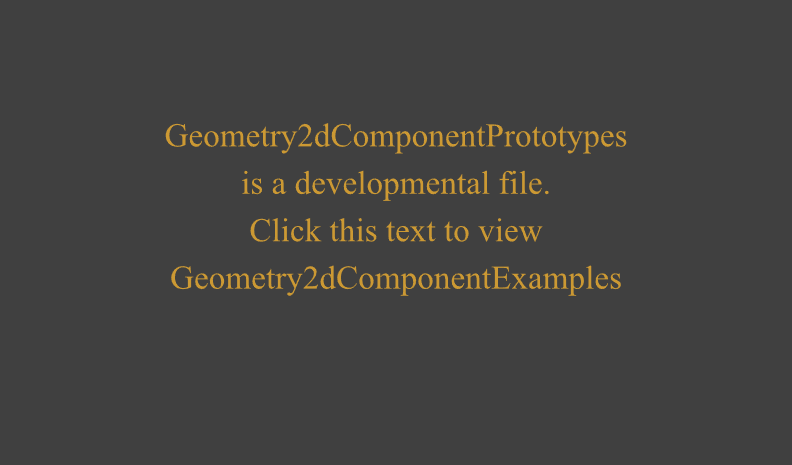 Geometry2dComponentPrototypes
is a developmental file.
Click this text to view
Geometry2dComponentExamples